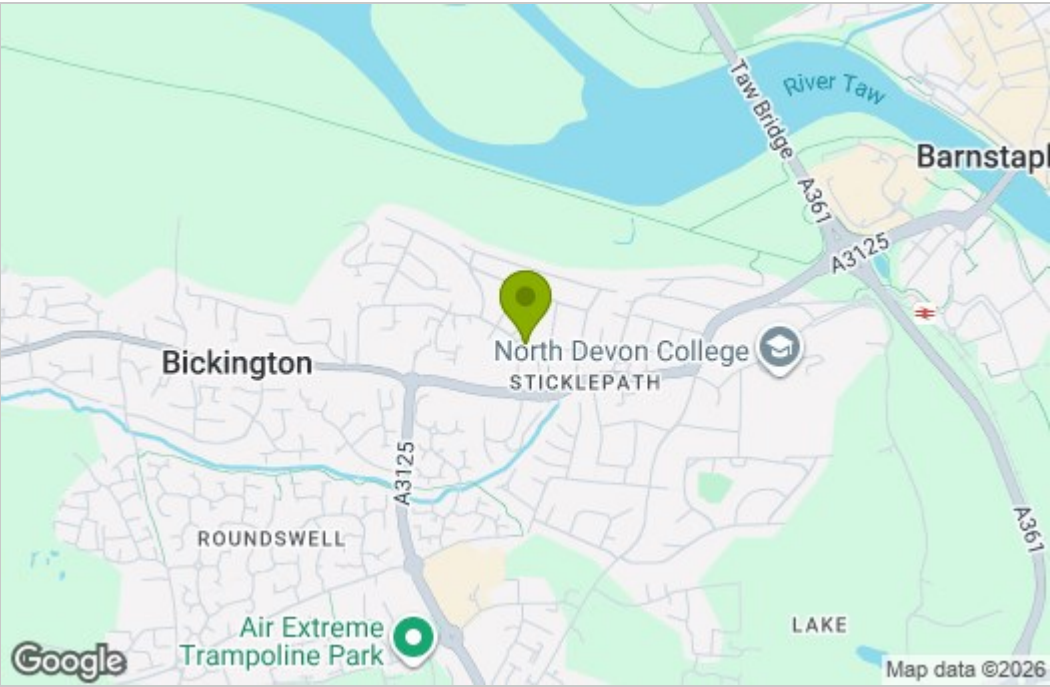 River Taw
Taw Bridge
Barnstapl
A361
A3125
North Devon College
Bickington
STICKLEPATH
A3125
ROUNDSWELL
A361
Air Extreme
Trampoline Park
LAKE
Google
Map data ©2026